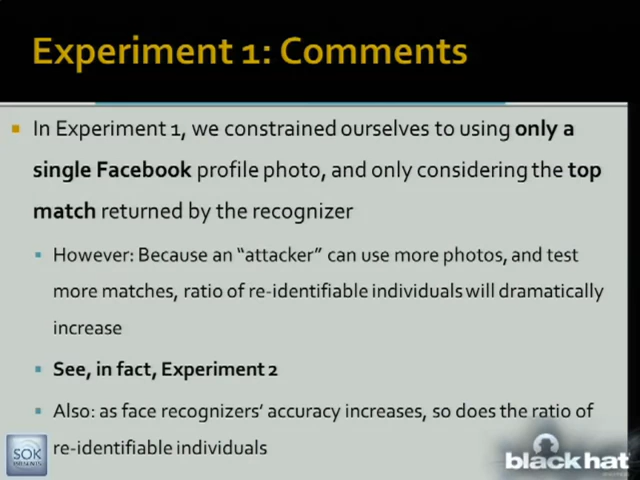 Experiment 1: Comments
In Experiment 1, we constrained ourselves to using only a
single Facebook profile photo, and only considering the top
match returned by the recognizer
However: Because an “attacker” can use more photos, and test
more matches, ratio of re-identifiable individuals will dramatically
increase
See, in fact, Experiment 2
Also: as face recognizers’ accuracy increases, so does the ratio of
re-identifiable individuals
SOK
black hat